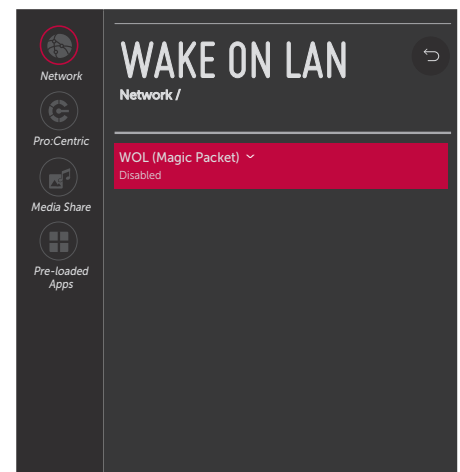 WAKE ON LAN
Network /
Network
Pro:Centric
Media Share
Pre-loaded
Apps
WOL (Magic Packet)
Disabled